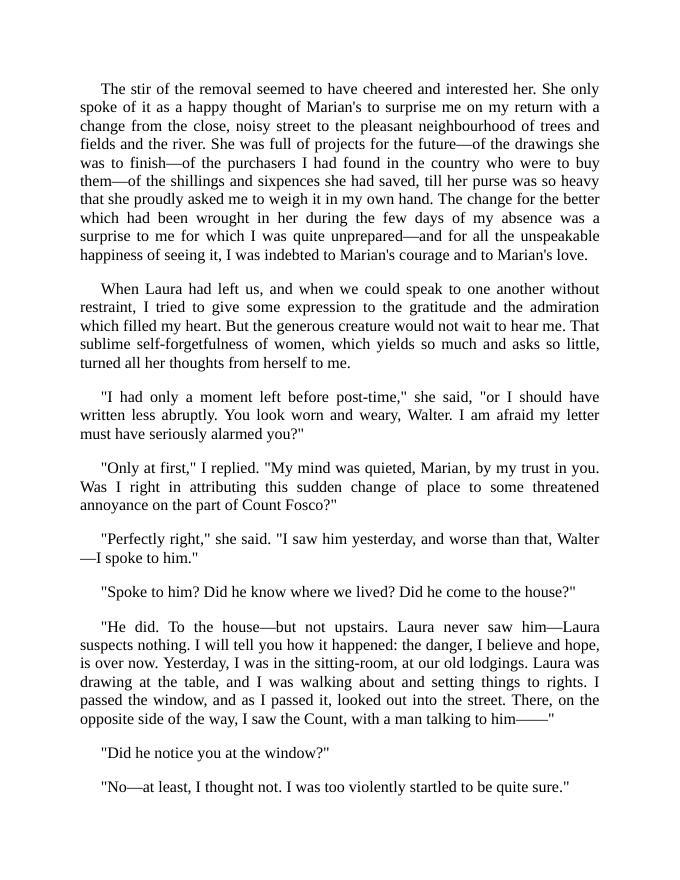 The stir of the removal seemed to have cheered and interested her. She only
spoke of it as a happy thought of Marian's to surprise me on my return with a
change from the close, noisy street to the pleasant neighbourhood of trees and
fields and the river. She was full of projects for the future—of the drawings she
was to finish—of the purchasers I had found in the country who were to buy
them—of the shillings and sixpences she had saved, till her purse was so heavy
that she proudly asked me to weigh it in my own hand. The change for the better
which had been wrought in her during the few days of my absence was a
surprise to me for which I was quite unprepared—and for all the unspeakable
happiness of seeing it, I was indebted to Marian's courage and to Marian's love.
When Laura had left us, and when we could speak to one another without
restraint, I tried to give some expression to the gratitude and the admiration
which filled my heart. But the generous creature would not wait to hear me. That
sublime self-forgetfulness of women, which yields so much and asks so little,
turned all her thoughts from herself to me.
"I had only a moment left before post-time," she said, "or I should have
written less abruptly. You look worn and weary, Walter. I am afraid my letter
must have seriously alarmed you?"
"Only at first," I replied. "My mind was quieted, Marian, by my trust in you.
Was I right in attributing this sudden change of place to some threatened
annoyance on the part of Count Fosco?"
"Perfectly right," she said. "I saw him yesterday, and worse than that, Walter
—I spoke to him."
"Spoke to him? Did he know where we lived? Did he come to the house?"
"He did. To the house—but not upstairs. Laura never saw him—Laura
suspects nothing. I will tell you how it happened: the danger, I believe and hope,
is over now. Yesterday, I was in the sitting-room, at our old lodgings. Laura was
drawing at the table, and I was walking about and setting things to rights. I
passed the window, and as I passed it, looked out into the street. There, on the
opposite side of the way, I saw the Count, with a man talking to him——"
"Did he notice you at the window?"
"No—at least, I thought not. I was too violently startled to be quite sure."